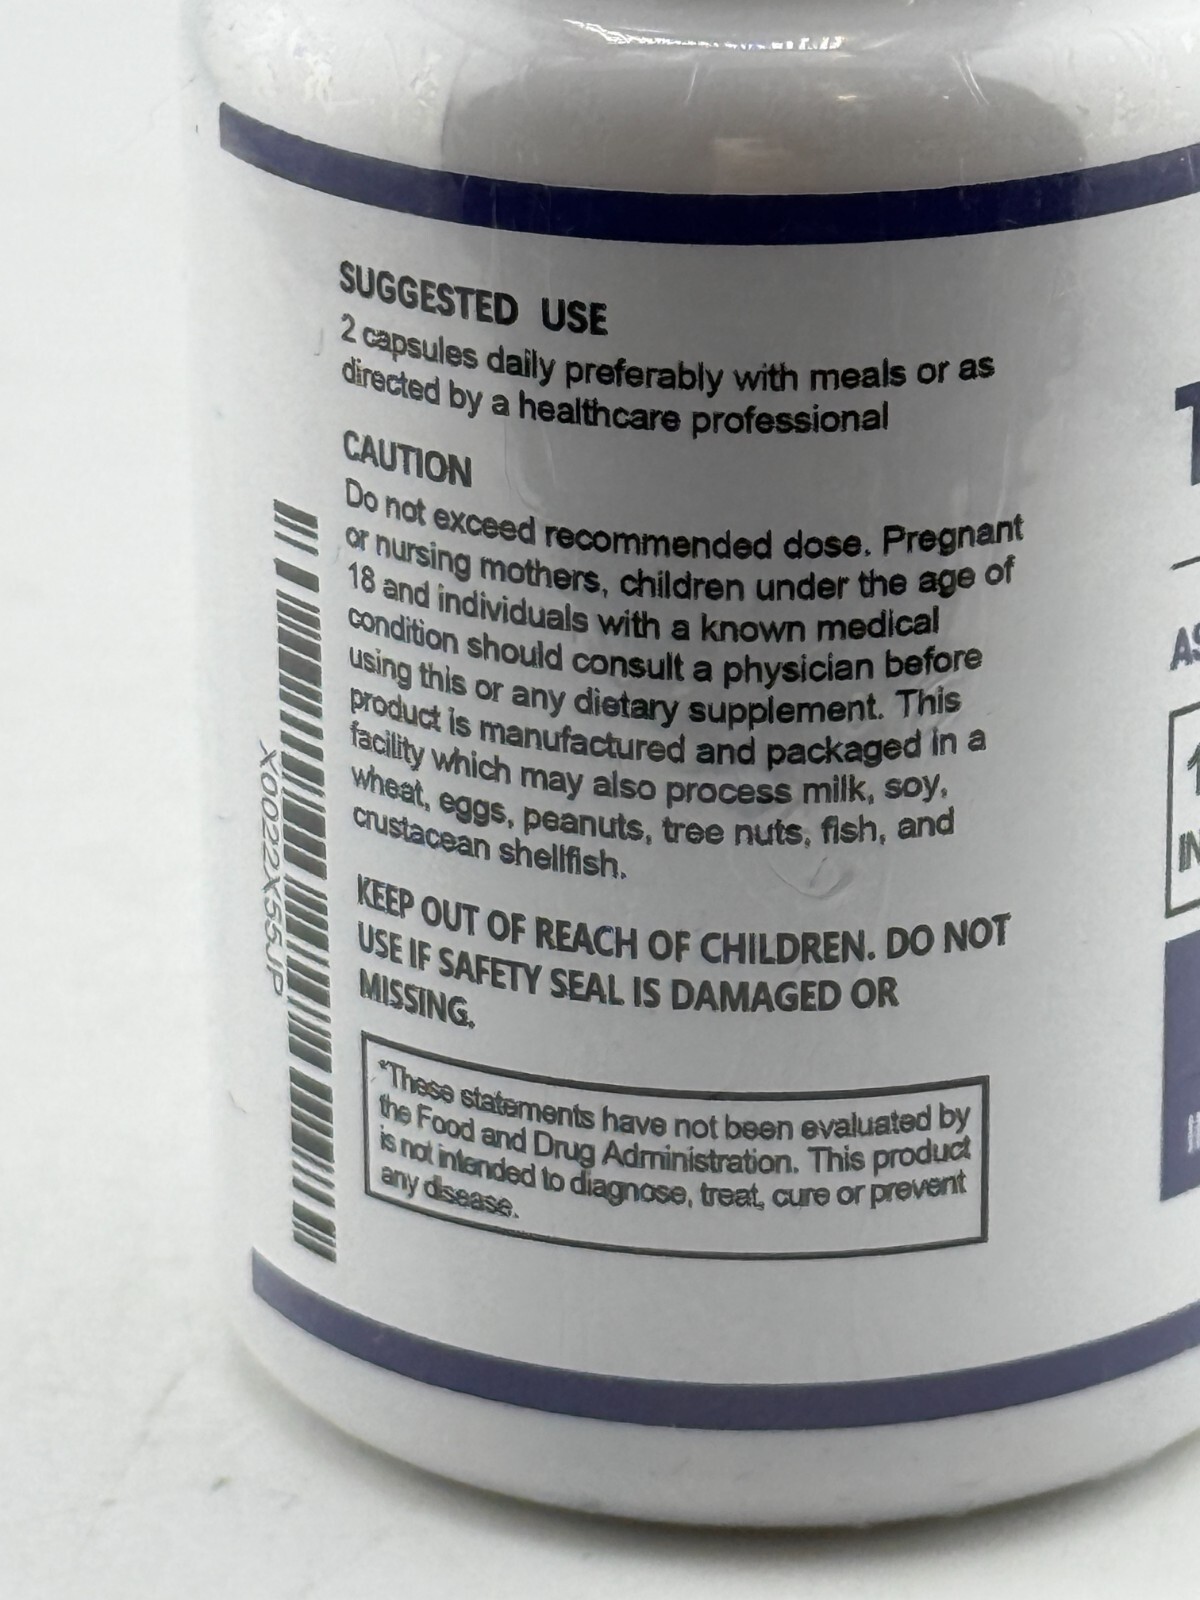 SUGGESTED USE
2 capsules daily preferably with meals or as
directed by a healthcare professional
CAUTION
Do not exceed recommended dose. Pregnant
or nursing mothers, children under the age of
18 and individuals with a known medical
condition should consult a physician before
using this or any dietary supplement. This
product is manufactured and packaged in a
facility which may also process milk, soy,
wheat, eggs, peanuts, tree nuts, fish, and
crustacean shellfish.
KEEP OUT OF REACH OF CHILDREN. DO NOT
USE IF SAFETY SEAL IS DAMAGED OR
MISSING.
*These statements have not been evaluated by
the Food and Drug Administration. This product
is not intended to diagnose, treat, cure or prevent
any disease.
X0022X55JP